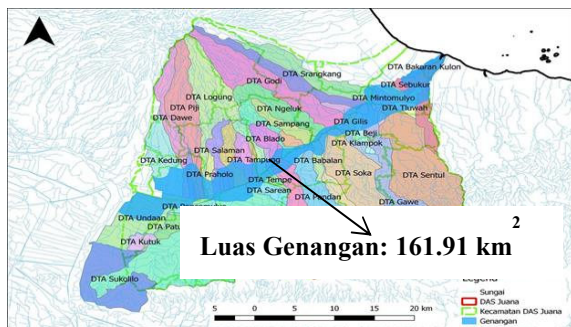 DTA Bakaran Kulon
DTA Srangkang
DTA Sebukur
DTA Godi
DTA Mintomulyo
DTA Logung
DTA Tluwah
DTA Ngeluk
DTA Piji
DTA Gilis
DTA Dawe
DTA Sampang
DTA Beji
DTA Blado
DTA Klampok
DTA Salaman
DTA Kedung
DTA Tampung
DTA Babalan
DTA Praholo
DTA Soka
DTA Sentul
DTA Tempe
DTA Sarean
DTA Pandan
DTA Gawe
DTA Undaan
DTA Patu
DTA Kutuk
DTA Sukolilo
Luas Genangan: 161.91 km²
Legend
Sungai
DAS Juana
Kecamatan DAS Juana
Genangan
5 0 5 10 15 20 km